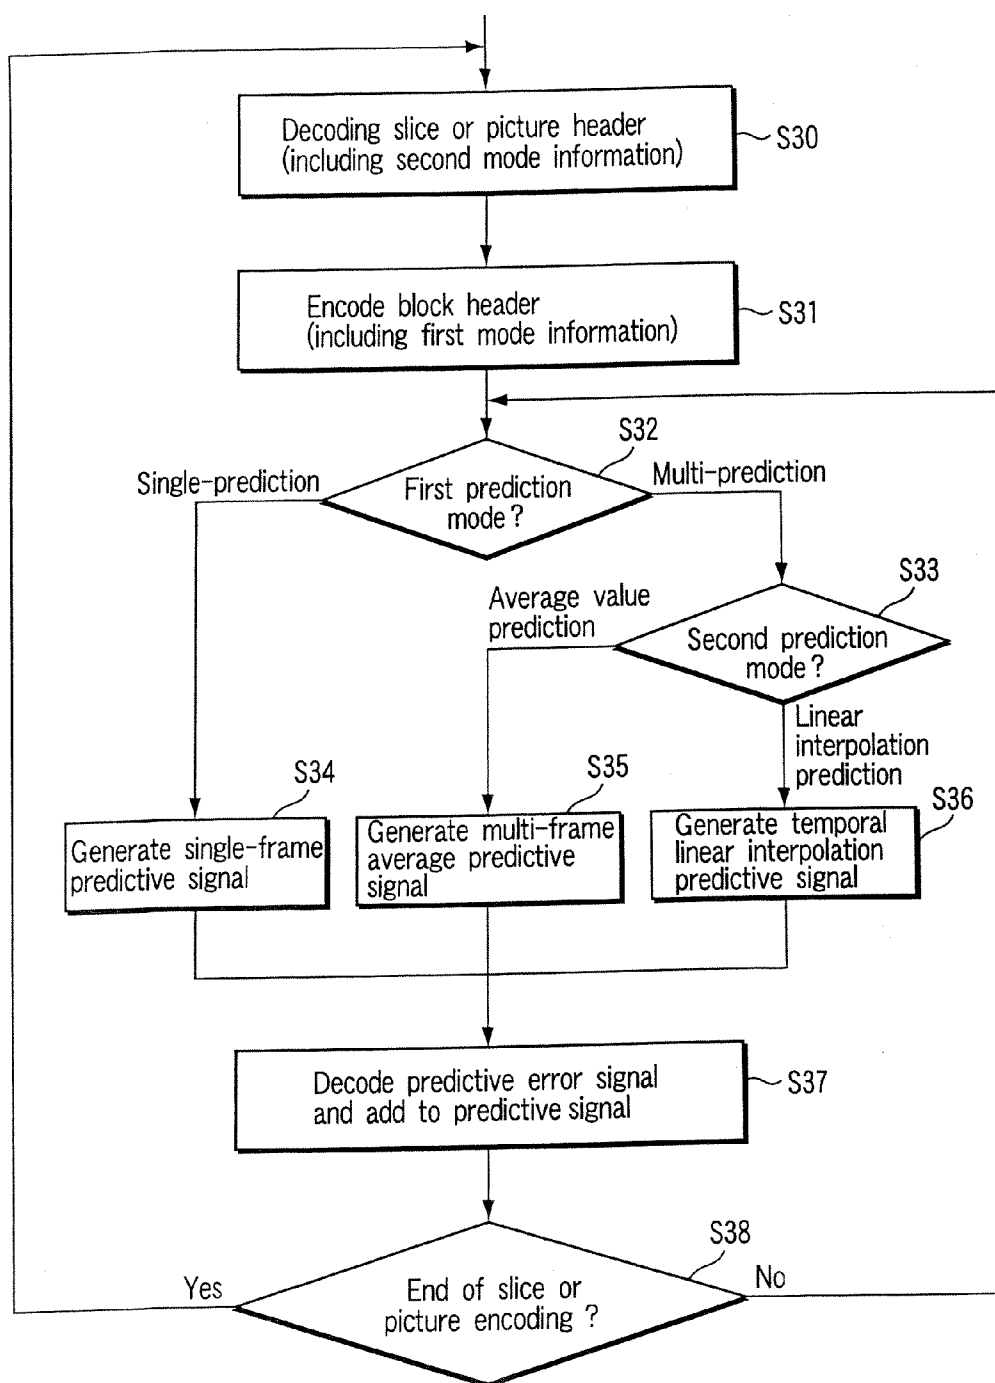 Decoding slice or picture header
(including second mode information)
S30
Encode block header
(including first mode information)
S31
S32
Single-prediction
First prediction
mode?
Multi-prediction
S33
Average value
prediction
Second prediction
mode?
Linear
interpolation
prediction
S34
Generate single-frame
predictive signal
S35
Generate multi-frame
average predictive
signal
S36
Generate temporal
linear interpolation
predictive signal
Decode predictive error signal
and add to predictive signal
S37
S38
Yes
End of slice or
picture encoding ?
No